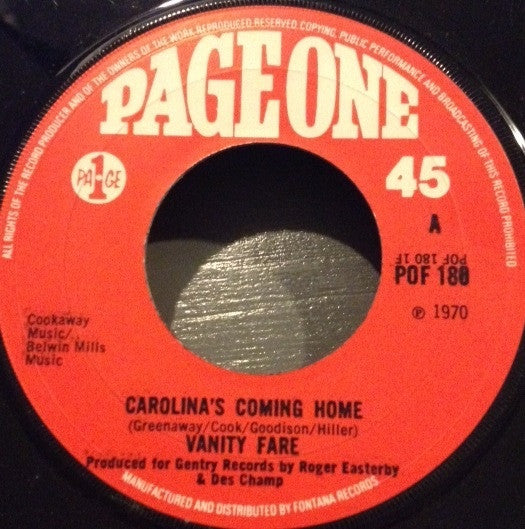 ALL RIGHTS OF THE RECORD PRODUCER AND OF THE OWNERS OF THE WORK REPRODUCED RESERVED. COPYING, PUBLIC PERFORMANCE AND BROADCASTING OF THIS RECORD PROHIBITED
PAGE ONE
1
PA-GE
45
A
POF 180 1F
POF 180
℗ 1970
Cookaway
Music/
Belwin Mills
Music
CAROLINA'S COMING HOME
(Greenaway/Cook/Goodison/Hiller)
VANITY FARE
Produced for Gentry Records by Roger Easterby
& Des Champ
MANUFACTURED AND DISTRIBUTED BY FONTANA RECORDS